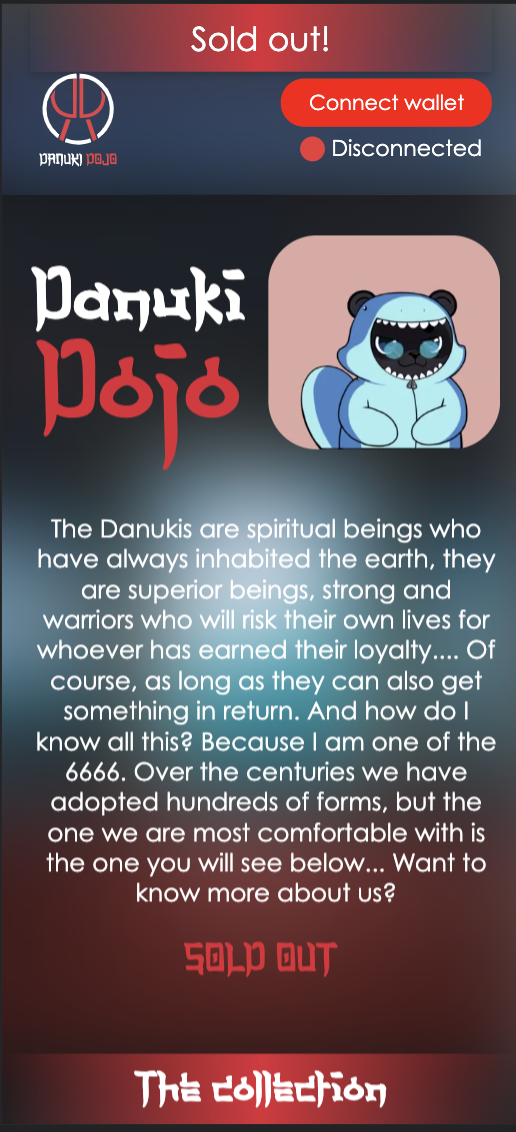 Sold out!
Connect wallet
DANUKI DOJO
Disconnected
Danuki
Dojo
The Danukis are spiritual beings who
have always inhabited the earth, they
are superior beings, strong and
warriors who will risk their own lives for
whoever has earned their loyalty.... Of
course, as long as they can also get
something in return. And how do I
know all this? Because I am one of the
6666. Over the centuries we have
adopted hundreds of forms, but the
one we are most comfortable with is
the one you will see below... Want to
know more about us?
SOLD OUT
The collection